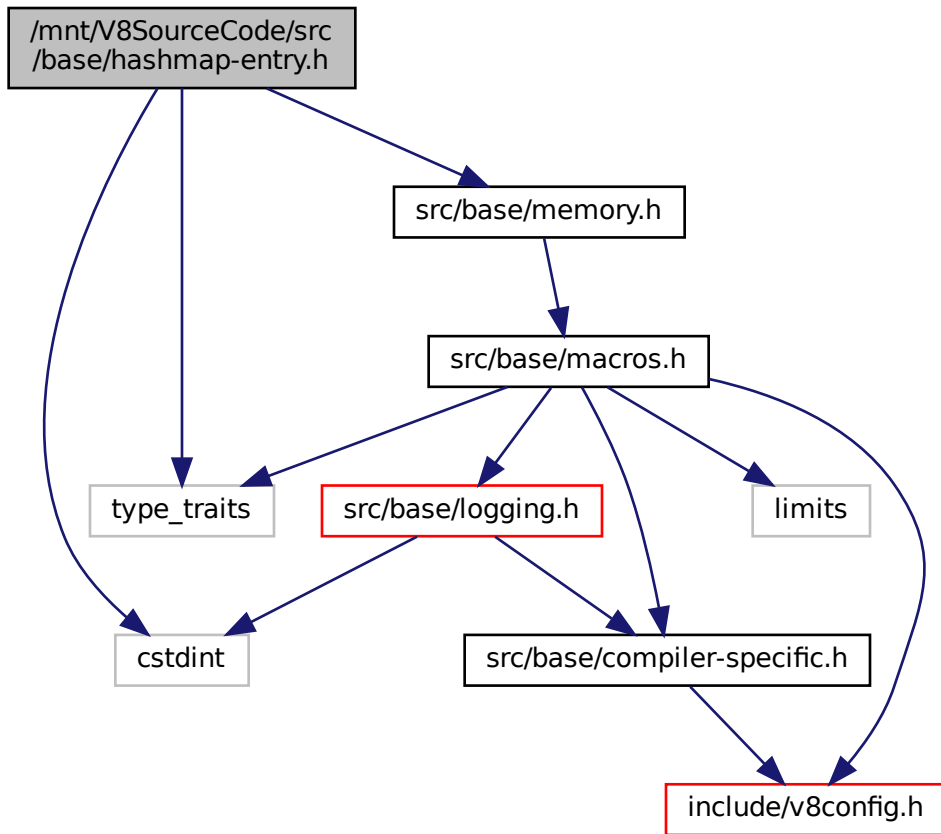 /mnt/V8SourceCode/src
/base/hashmap-entry.h
src/base/memory.h
src/base/macros.h
type_traits
src/base/logging.h
limits
cstdint
src/base/compiler-specific.h
include/v8config.h